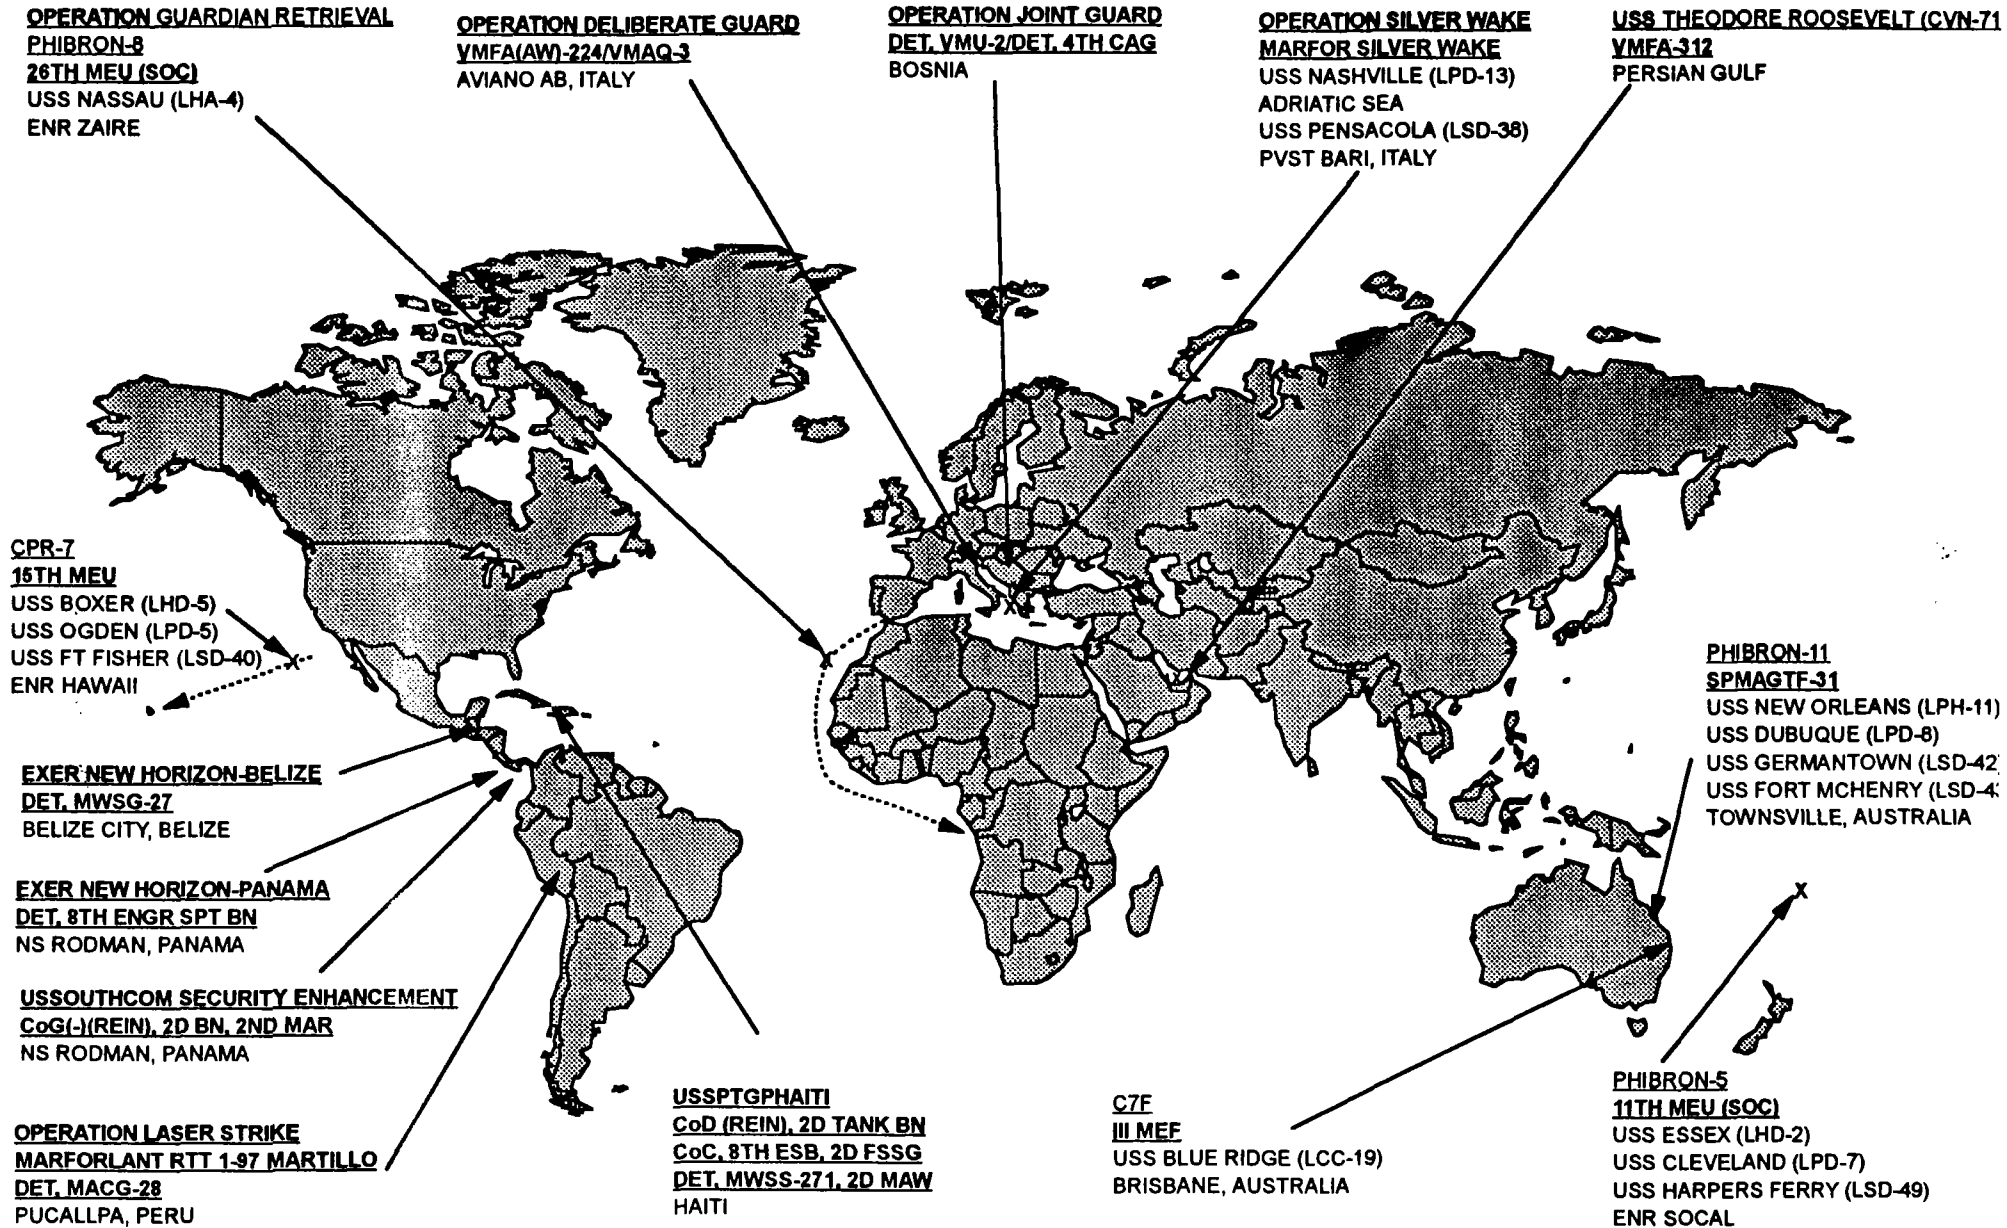 OPERATION GUARDIAN RETRIEVAL
PHIBRON-8
26TH MEU (SOC)
USS NASSAU (LHA-4)
ENR ZAIRE
OPERATION DELIBERATE GUARD
VMFA(AW)-224/VMAQ-3
AVIANO AB, ITALY
OPERATION JOINT GUARD
DET, VMU-2/DET, 4TH CAG
BOSNIA
OPERATION SILVER WAKE
MARFOR SILVER WAKE
USS NASHVILLE (LPD-13)
ADRIATIC SEA
USS PENSACOLA (LSD-38)
PVST BARI, ITALY
USS THEODORE ROOSEVELT (CVN-71
VMFA-312
PERSIAN GULF
CPR-7
15TH MEU
USS BOXER (LHD-5)
USS OGDEN (LPD-5)
USS FT FISHER (LSD-40)
ENR HAWAII
X
X
X
X
PHIBRON-11
SPMAGTF-31
USS NEW ORLEANS (LPH-11)
USS DUBUQUE (LPD-8)
USS GERMANTOWN (LSD-42
USS FORT MCHENRY (LSD-4
TOWNSVILLE, AUSTRALIA
EXER NEW HORIZON-BELIZE
DET, MWSG-27
BELIZE CITY, BELIZE
EXER NEW HORIZON-PANAMA
DET, 8TH ENGR SPT BN
NS RODMAN, PANAMA
X
USSOUTHCOM SECURITY ENHANCEMENT
CoG(-)(REIN), 2D BN, 2ND MAR
NS RODMAN, PANAMA
OPERATION LASER STRIKE
MARFORLANT RTT 1-97 MARTILLO
DET, MACG-28
PUCALLPA, PERU
USSPTGPHAITI
CoD (REIN), 2D TANK BN
CoC, 8TH ESB, 2D FSSG
DET, MWSS-271, 2D MAW
HAITI
C7F
III MEF
USS BLUE RIDGE (LCC-19)
BRISBANE, AUSTRALIA
PHIBRON-5
11TH MEU (SOC)
USS ESSEX (LHD-2)
USS CLEVELAND (LPD-7)
USS HARPERS FERRY (LSD-49)
ENR SOCAL